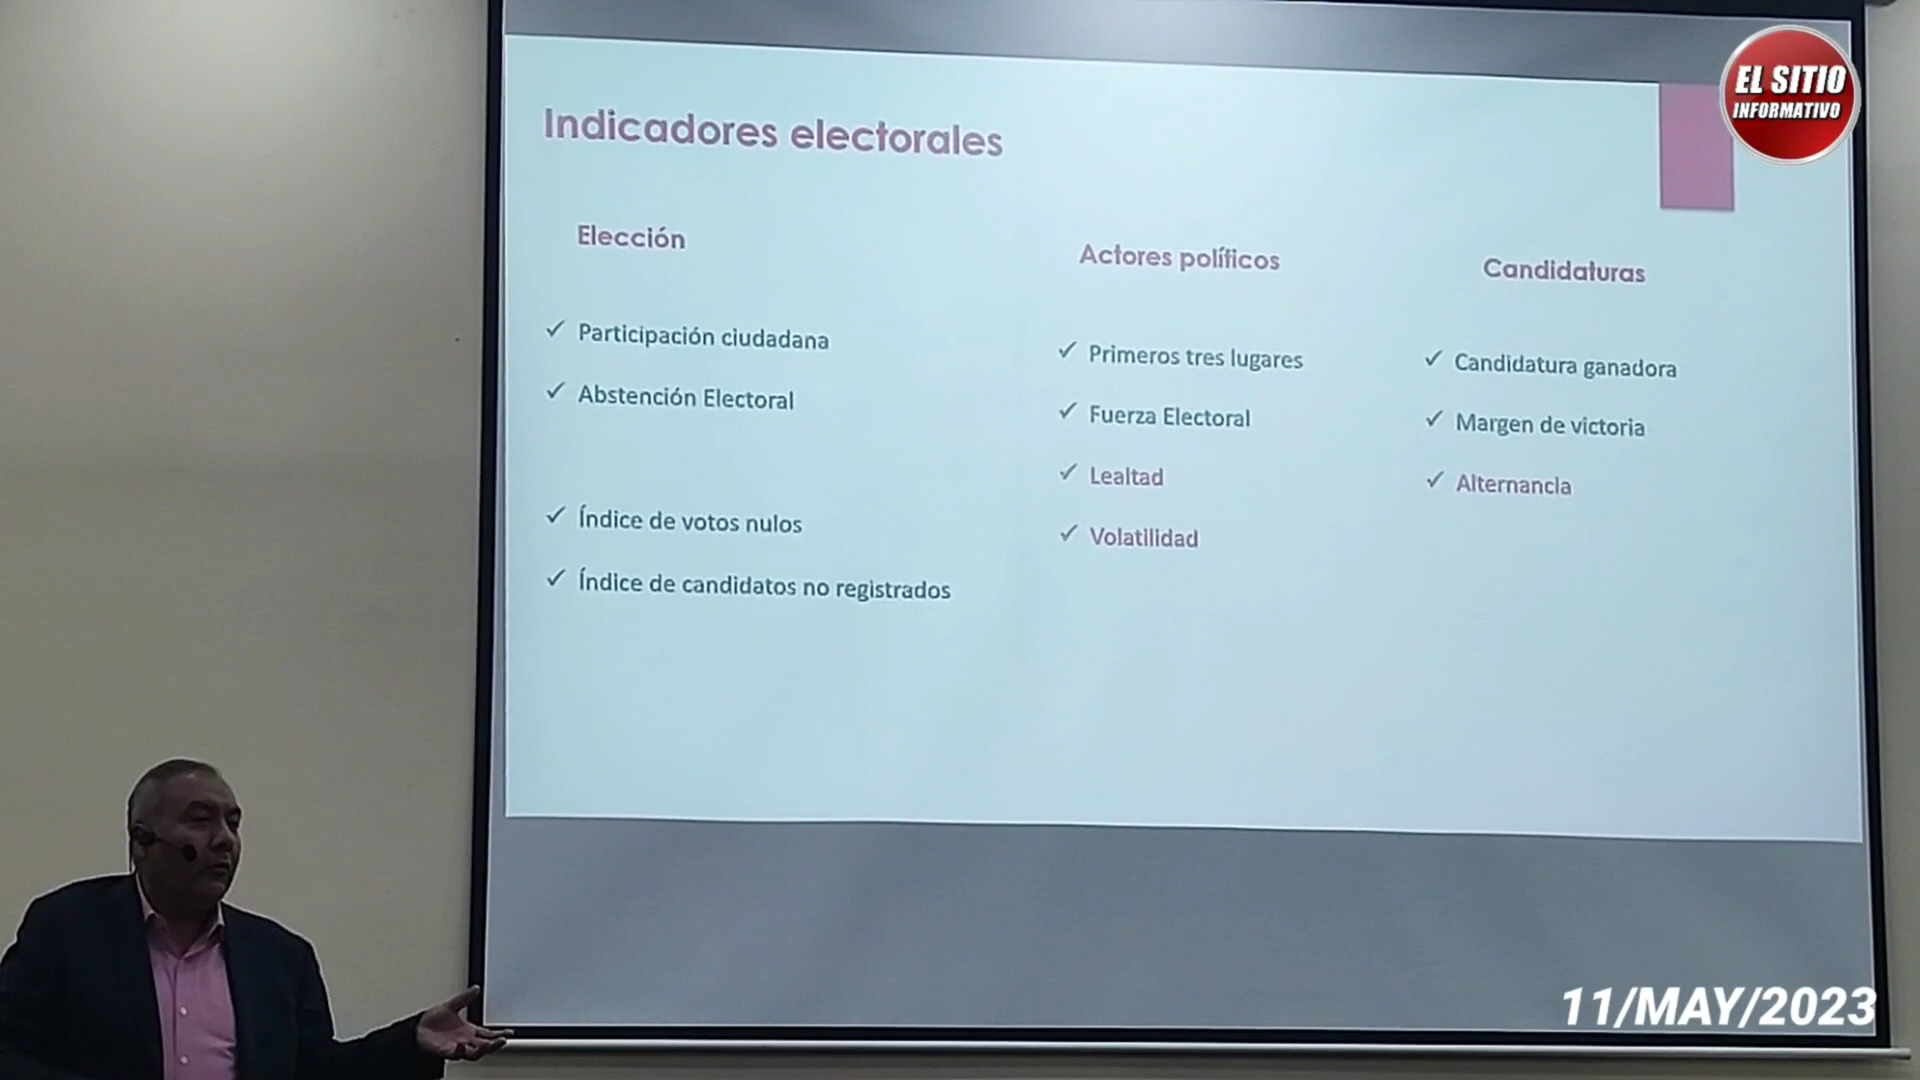 EL SITIO
INFORMATIVO
Indicadores electorales
Elección
✓ Participación ciudadana
✓ Abstención Electoral
✓ Índice de votos nulos
✓ Índice de candidatos no registrados
Actores políticos
✓ Primeros tres lugares
✓ Fuerza Electoral
✓ Lealtad
✓ Volatilidad
Candidaturas
✓ Candidatura ganadora
✓ Margen de victoria
✓ Alternancia
11/MAY/2023